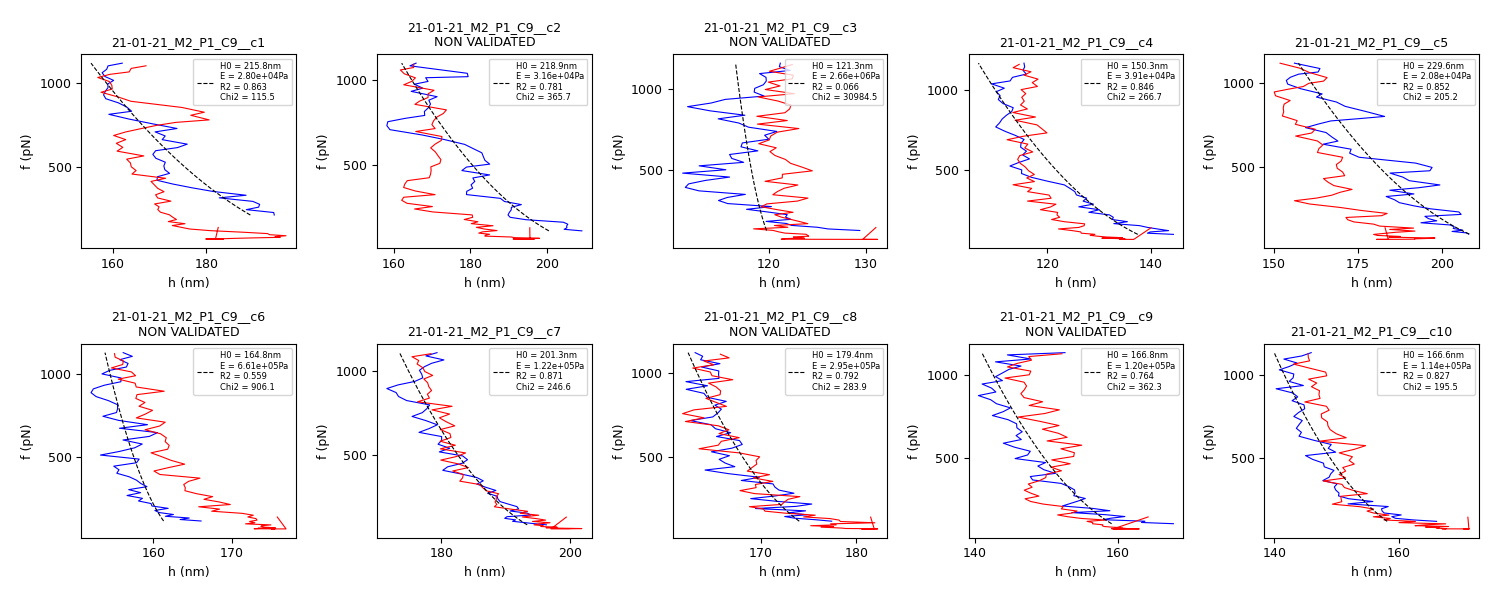 21-01-21_M2_P1_C9__c1
H0 = 215.8nm
E = 2.80e+04Pa
R2 = 0.863
Chi2 = 115.5
1000
500
f (pN)
160 180
h (nm)
21-01-21_M2_P1_C9__c2
NON VALIDATED
H0 = 218.9nm
E = 3.16e+04Pa
R2 = 0.781
Chi2 = 365.7
1000
500
f (pN)
160 180 200
h (nm)
21-01-21_M2_P1_C9__c3
NON VALIDATED
H0 = 121.3nm
E = 2.66e+06Pa
R2 = 0.066
Chi2 = 30984.5
1000
500
f (pN)
120 130
h (nm)
21-01-21_M2_P1_C9__c4
H0 = 150.3nm
E = 3.91e+04Pa
R2 = 0.846
Chi2 = 266.7
1000
500
f (pN)
120 140
h (nm)
21-01-21_M2_P1_C9__c5
H0 = 229.6nm
E = 2.08e+04Pa
R2 = 0.852
Chi2 = 205.2
1000
500
f (pN)
150 175 200
h (nm)
21-01-21_M2_P1_C9__c6
NON VALIDATED
H0 = 164.8nm
E = 6.61e+05Pa
R2 = 0.559
Chi2 = 906.1
1000
500
f (pN)
160 170
h (nm)
21-01-21_M2_P1_C9__c7
H0 = 201.3nm
E = 1.22e+05Pa
R2 = 0.871
Chi2 = 246.6
1000
500
f (pN)
180 200
h (nm)
21-01-21_M2_P1_C9__c8
NON VALIDATED
H0 = 179.4nm
E = 2.95e+05Pa
R2 = 0.792
Chi2 = 283.9
1000
500
f (pN)
170 180
h (nm)
21-01-21_M2_P1_C9__c9
NON VALIDATED
H0 = 166.8nm
E = 1.20e+05Pa
R2 = 0.764
Chi2 = 362.3
1000
500
f (pN)
140 160
h (nm)
21-01-21_M2_P1_C9__c10
H0 = 166.6nm
E = 1.14e+05Pa
R2 = 0.827
Chi2 = 195.5
1000
500
f (pN)
140 160
h (nm)